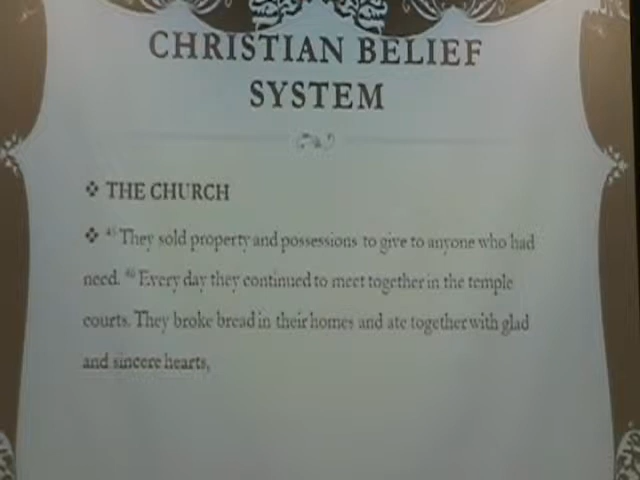 CHRISTIAN BELIEF
SYSTEM
❖ THE CHURCH
❖ ⁴⁵ They sold property and possessions to give to anyone who had
need. ⁴⁶ Every day they continued to meet together in the temple
courts. They broke bread in their homes and ate together with glad
and sincere hearts,